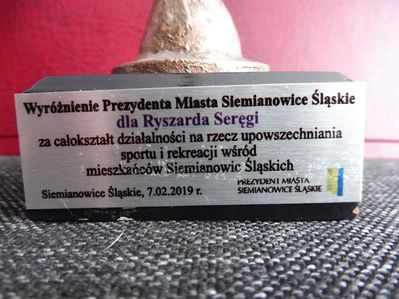 Wyróżnienie Prezydenta Miasta Siemianowice Śląskie
dla Ryszarda Seręgi
za całokształt działalności na rzecz upowszechniania
sportu i rekreacji wśród
mieszkańców Siemianowic Śląskich
Siemianowice Śląskie, 7.02.2019 r.
PREZYDENT MIASTA
SIEMIANOWICE ŚLĄSKIE